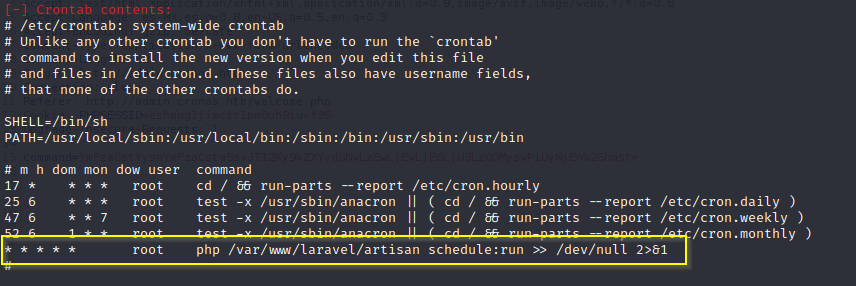 [-] Crontab contents:
# /etc/crontab: system-wide crontab
# Unlike any other crontab you don't have to run the `crontab'
# command to install the new version when you edit this file
# and files in /etc/cron.d. These files also have username fields,
# that none of the other crontabs do.
SHELL=/bin/sh
PATH=/usr/local/sbin:/usr/local/bin:/sbin:/bin:/usr/sbin:/usr/bin
# m h dom mon dow user  command
17 *    * * *   root    cd / && run-parts --report /etc/cron.hourly
25 6    * * *   root    test -x /usr/sbin/anacron || ( cd / && run-parts --report /etc/cron.daily )
47 6    * * 7   root    test -x /usr/sbin/anacron || ( cd / && run-parts --report /etc/cron.weekly )
52 6    1 * *   root    test -x /usr/sbin/anacron || ( cd / && run-parts --report /etc/cron.monthly )
* * * * *       root    php /var/www/laravel/artisan schedule:run >> /dev/null 2>&1
#